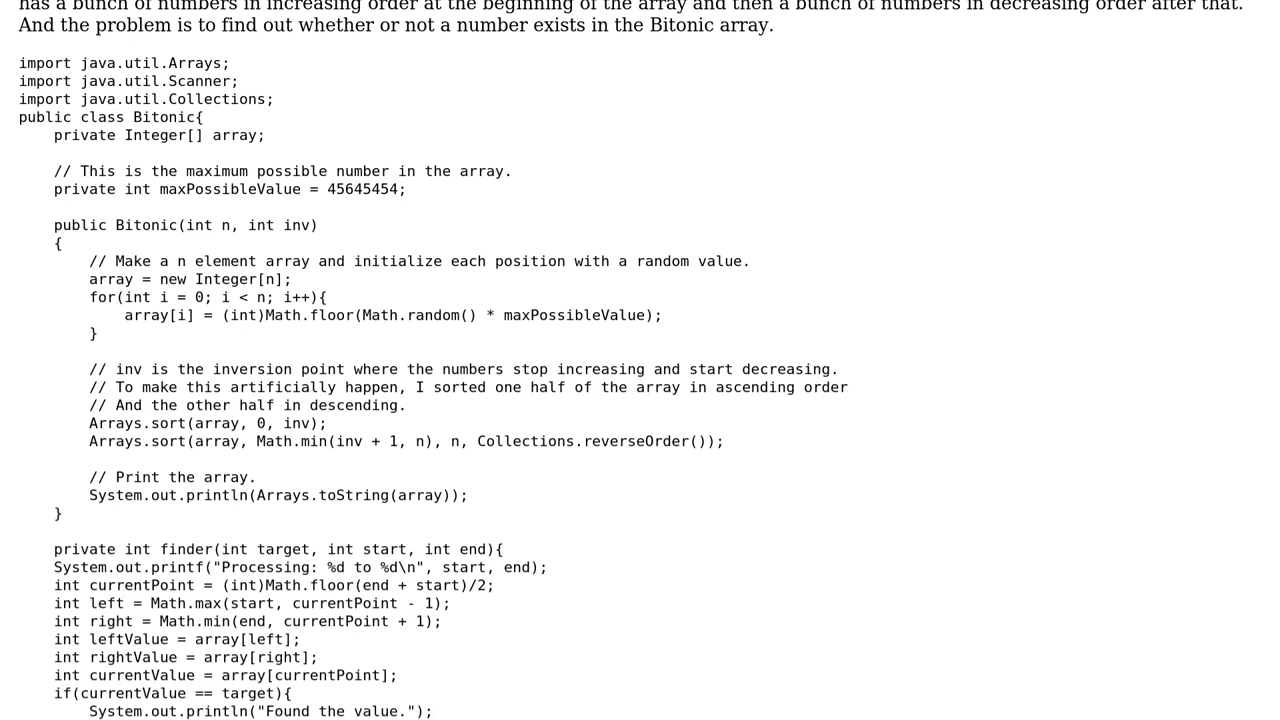 has a bunch of numbers in increasing order at the beginning of the array and then a bunch of numbers in decreasing order after that.
And the problem is to find out whether or not a number exists in the Bitonic array.
import java.util.Arrays;
import java.util.Scanner;
import java.util.Collections;
public class Bitonic{
    private Integer[] array;
    // This is the maximum possible number in the array.
    private int maxPossibleValue = 45645454;
    public Bitonic(int n, int inv)
    {
        // Make a n element array and initialize each position with a random value.
        array = new Integer[n];
        for(int i = 0; i < n; i++){
            array[i] = (int)Math.floor(Math.random() * maxPossibleValue);
        }
        // inv is the inversion point where the numbers stop increasing and start decreasing.
        // To make this artificially happen, I sorted one half of the array in ascending order
        // And the other half in descending.
        Arrays.sort(array, 0, inv);
        Arrays.sort(array, Math.min(inv + 1, n), n, Collections.reverseOrder());
        // Print the array.
        System.out.println(Arrays.toString(array));
    }
    private int finder(int target, int start, int end){
    System.out.printf("Processing: %d to %d\n", start, end);
    int currentPoint = (int)Math.floor(end + start)/2;
    int left = Math.max(start, currentPoint - 1);
    int right = Math.min(end, currentPoint + 1);
    int leftValue = array[left];
    int rightValue = array[right];
    int currentValue = array[currentPoint];
    if(currentValue == target){
        System.out.println("Found the value.");